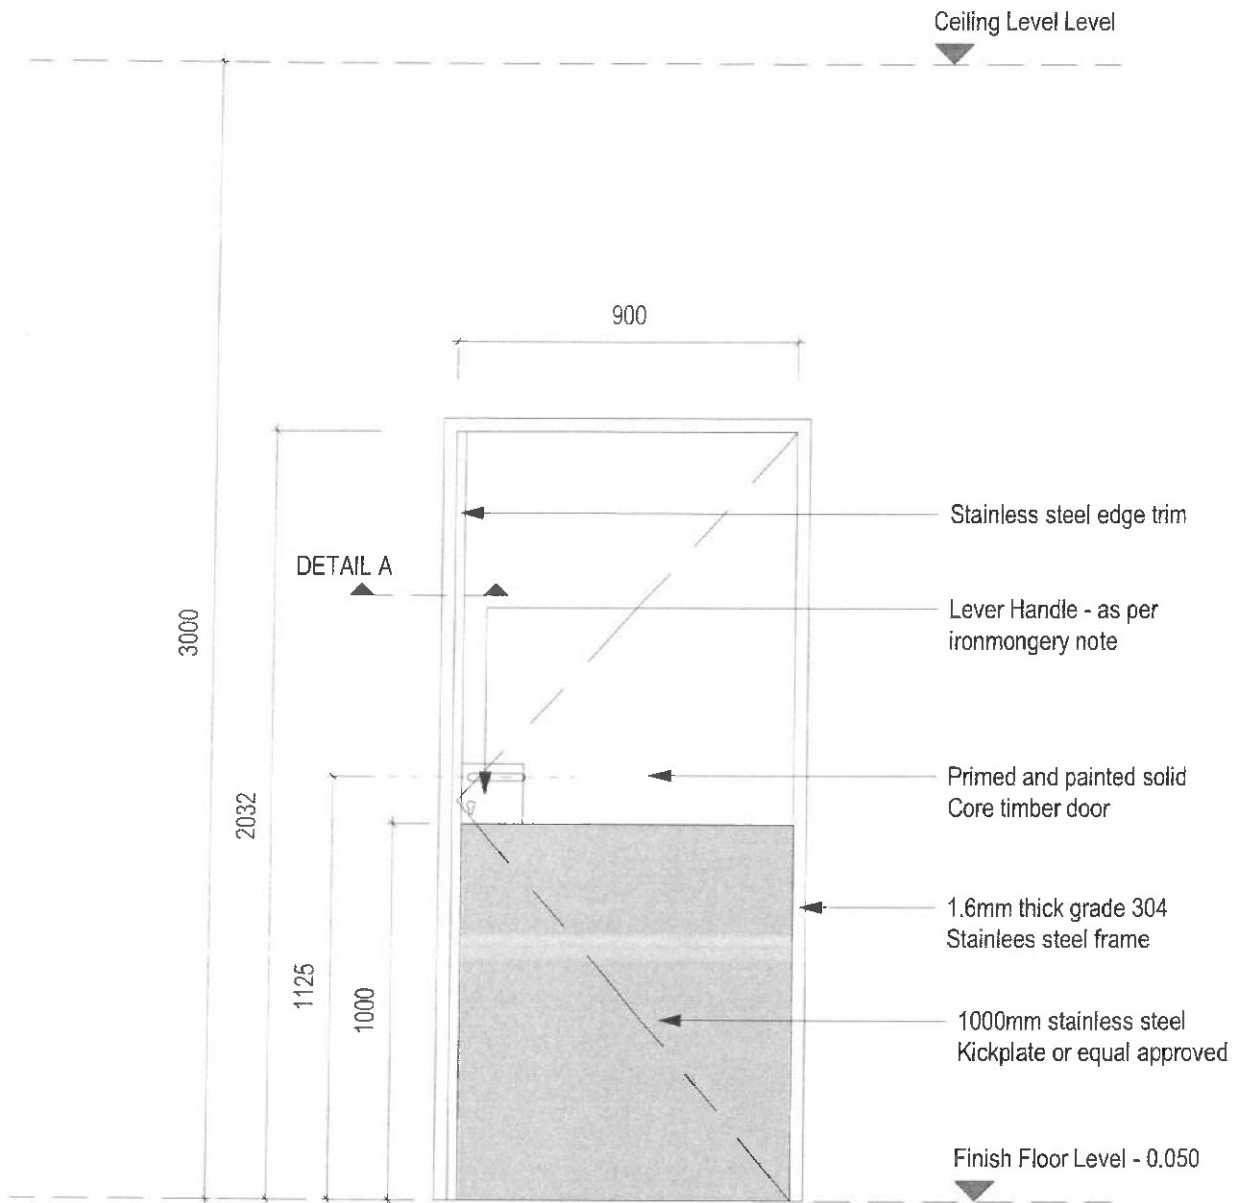 Ceiling Level Level
900
Stainless steel edge trim
DETAIL A
Lever Handle - as per
ironmongery note
3000
Primed and painted solid
Core timber door
2032
1.6mm thick grade 304
Stainlees steel frame
1125
1000
1000mm stainless steel
Kickplate or equal approved
Finish Floor Level - 0.050